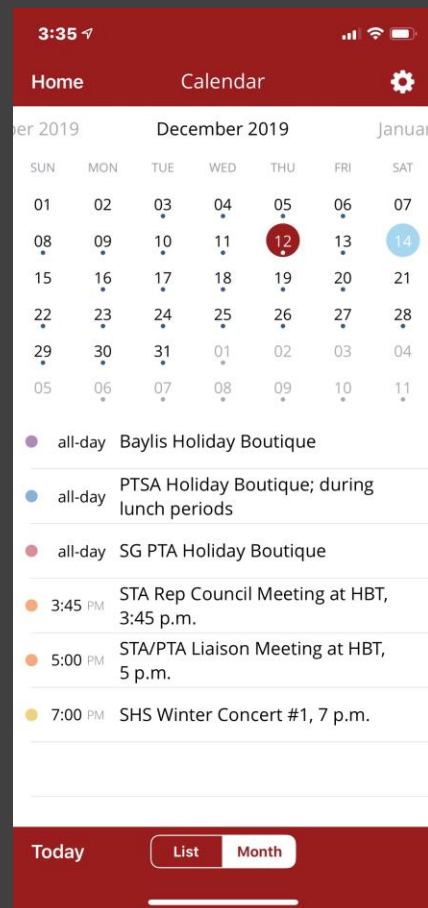 3:35
Home Calendar
er 2019 December 2019 Januar
SUN MON TUE WED THU FRI SAT
01 02 03 04 05 06 07
08 09 10 11 12 13 14
15 16 17 18 19 20 21
22 23 24 25 26 27 28
29 30 31 01 02 03 04
05 06 07 08 09 10 11
all-day Baylis Holiday Boutique
all-day PTSA Holiday Boutique; during
lunch periods
all-day SG PTA Holiday Boutique
3:45 PM STA Rep Council Meeting at HBT,
3:45 p.m.
5:00 PM STA/PTA Liaison Meeting at HBT,
5 p.m.
7:00 PM SHS Winter Concert #1, 7 p.m.
Today List Month